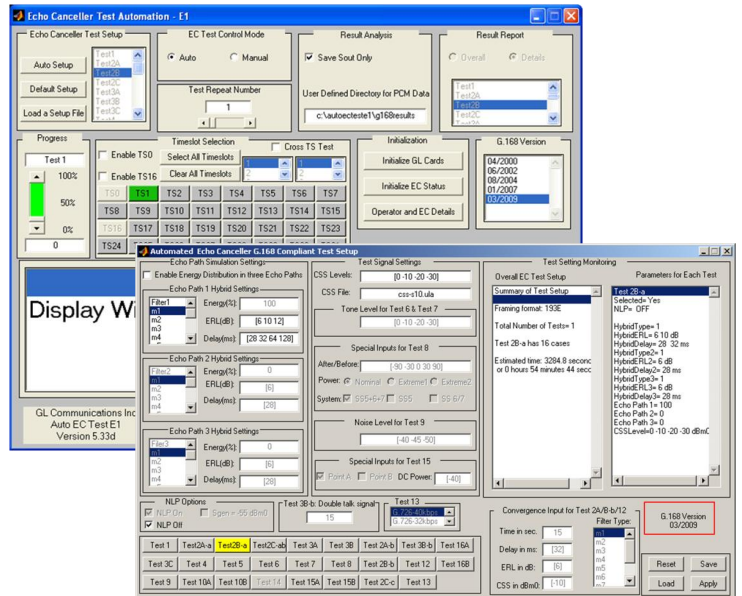 Echo Canceller Test Automation - E1
Echo Canceller Test Setup
Auto Setup
Default Setup
Load a Setup File
Test1
Test2A
Test2B
Test2C
Test3A
Test3B
Test3C
EC Test Control Mode
Auto
Manual
Test Repeat Number
1
Result Analysis
Save Sout Only
User Defined Directory for PCM Data
c:\autoecteste1\g168results
Result Report
Overall
Details
Test1
Test2A
Test2B
Test2C
Progress
Test 1
100%
50%
0%
0
Timeslot Selection
Cross TS Test
Enable TS0
Select All Timeslots
Enable TS16
Clear All Timeslots
1
2
1
2
TS0 TS1 TS2 TS3 TS4 TS5 TS6 TS7
TS8 TS9 TS10 TS11 TS12 TS13 TS14 TS15
TS16 TS17 TS18 TS19 TS20 TS21 TS22 TS23
TS24
Initialization
Initialize GL Cards
Initialize EC Status
Operator and EC Details
G.168 Version
04/2000
06/2002
08/2004
01/2007
03/2009
Display Wi
GL Communications Inc
Auto EC Test E1
Version 5.33d
Automated Echo Canceller G.168 Compliant Test Setup
Echo Path Simulation Settings
Enable Energy Distribution in three Echo Paths
Echo Path 1 Hybrid Settings
Filter1
m1
m2
m3
m4
Energy(%): 100
ERL(dB): [6 10 12]
Delay(ms): [28 32 64 128]
Echo Path 2 Hybrid Settings
Filter2
m1
m2
m3
m4
Energy(%): 0
ERL(dB): [6]
Delay(ms): [28]
Echo Path 3 Hybrid Settings
Filer3
m1
m2
m3
m4
Energy(%): 0
ERL(dB): [6]
Delay(ms): [28]
Test Signal Settings
CSS Levels: [0 -10 -20 -30]
CSS File: css-s10.ula
Tone Level for Test 6 & Test 7
[0 -10 -20 -30]
Special Inputs for Test 8
After/Before: [-90 -30 0 30 90]
Power: Nominal Extreme1 Extreme2
System: SS5+6+7 SS5 SS 6/7
Noise Level for Test 9
[-40 -45 -50]
Special Inputs for Test 15
Point A Point B DC Power: [-40]
Test Setting Monitoring
Overall EC Test Setup
Summary of Test Setup
Framing format: 193E
Total Number of Tests= 1
Test 2B-a has 16 cases
Estimated time: 3284.8 seconc
or 0 hours 54 minutes 44 sec
Parameters for Each Test
Test 2B-a
Selected= Yes
NLP= OFF
HybridType= 1
HybridERL= 6 10 dB
HybridDelay= 28 32 ms
HybridType2= 1
HybridERL2= 6 dB
HybridDelay2= 28 ms
HybridType3= 1
HybridERL3= 6 dB
HybridDelay3= 28 ms
Echo Path 1= 100
Echo Path 2= 0
Echo Path 3= 0
CSSLevel=0 -10 -20 -30 dBm(
NLP Options
NLP On
Sgen = -55 dBm0
NLP Off
Test 3B-b: Double talk signal
15
Test 13
G.726-40kbps
G.726-32kbps
Convergence Input for Test 2A/B-b/12
Time in sec. 15
Delay in ms: [32]
ERL in dB: [6]
CSS in dBm0: [-10]
Filter Type:
m1
m2
m3
m4
m5
m6
m7
G.168 Version
03/2009
Reset
Save
Load
Apply
Test 1 Test2A-a Test2B-a Test2C-ab Test 3A Test 3B Test 2A-b Test 3B-b Test 16A
Test 3C Test 4 Test 5 Test 6 Test 7 Test 8 Test 2B-b Test 12 Test 16B
Test 9 Test 10A Test 10B Test 14 Test 15A Test 15B Test 2C-c Test 13